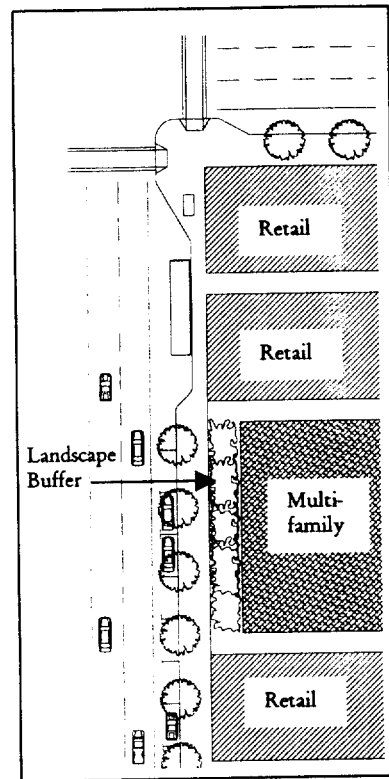 Retail
Retail
Landscape
Buffer
Multi-
family
Retail